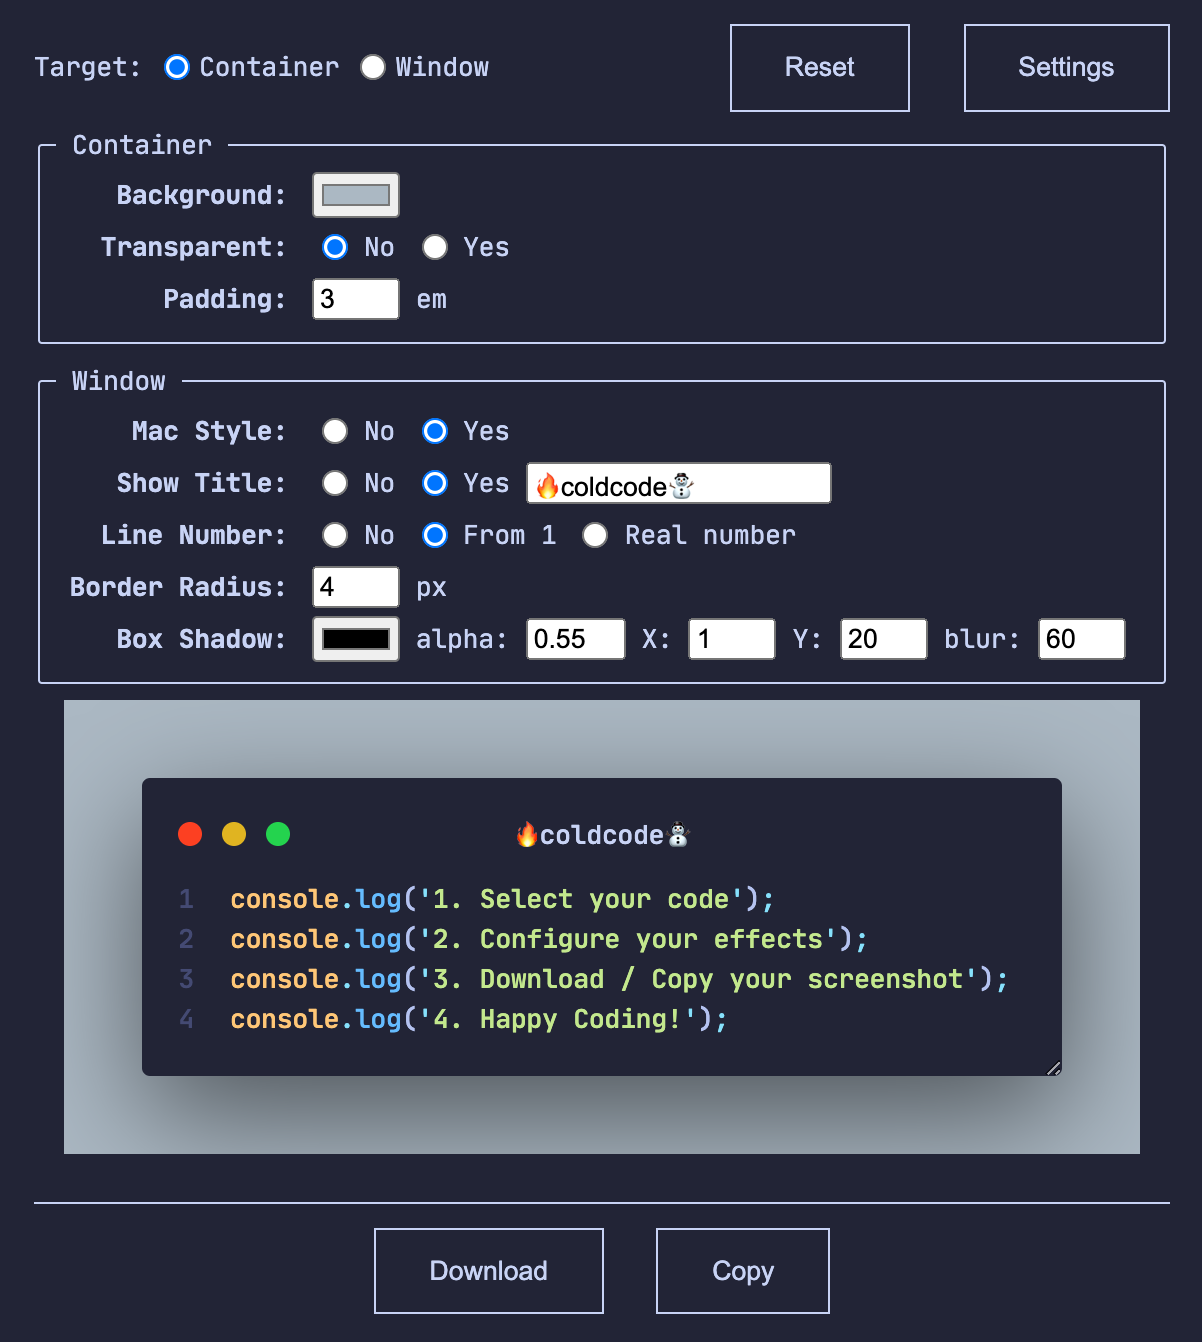 Target: Container Window Reset Settings
Container
Background:
Transparent: No Yes
Padding: 3 em
Window
Mac Style: No Yes
Show Title: No Yes 🔥coldcode⛄
Line Number: No From 1 Real number
Border Radius: 4 px
Box Shadow: alpha: 0.55 X: 1 Y: 20 blur: 60
🔥coldcode⛄
1 console.log('1. Select your code');
2 console.log('2. Configure your effects');
3 console.log('3. Download / Copy your screenshot');
4 console.log('4. Happy Coding!');
Download Copy